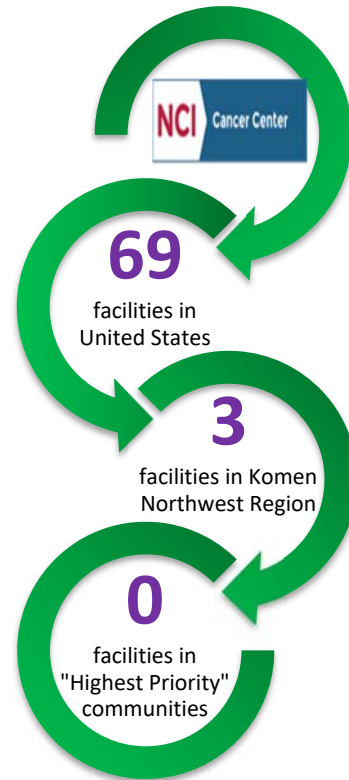 NCI Cancer Center
69
facilities in
United States
3
facilities in Komen
Northwest Region
0
facilities in
"Highest Priority"
communities